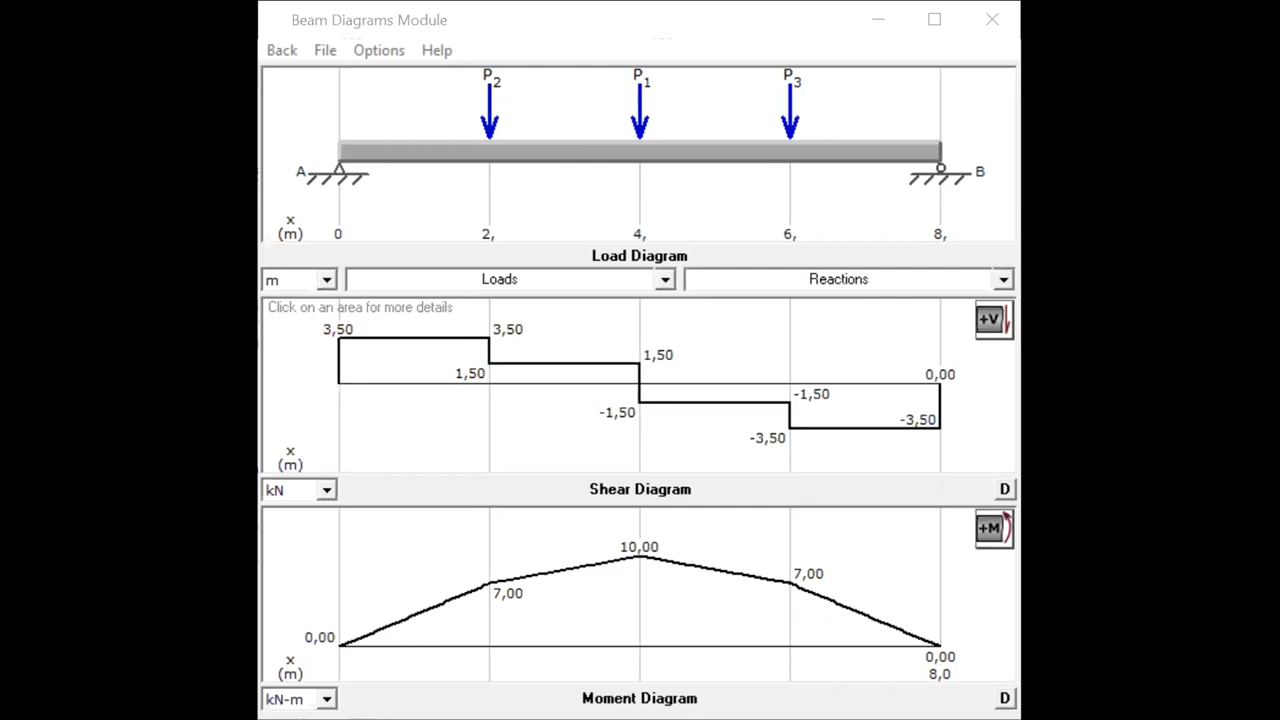 Beam Diagrams Module
Back File Options Help
P2 P1 P3
A B
x
(m) 0 2, 4, 6, 8,
Load Diagram
m Loads Reactions
Click on an area for more details
+V
3,50 3,50
1,50
1,50 0,00
-1,50
-1,50 -3,50
-3,50
x
(m)
kN Shear Diagram D
+M
10,00
7,00
7,00
0,00
x 0,00
(m) 8,0
kN-m Moment Diagram D